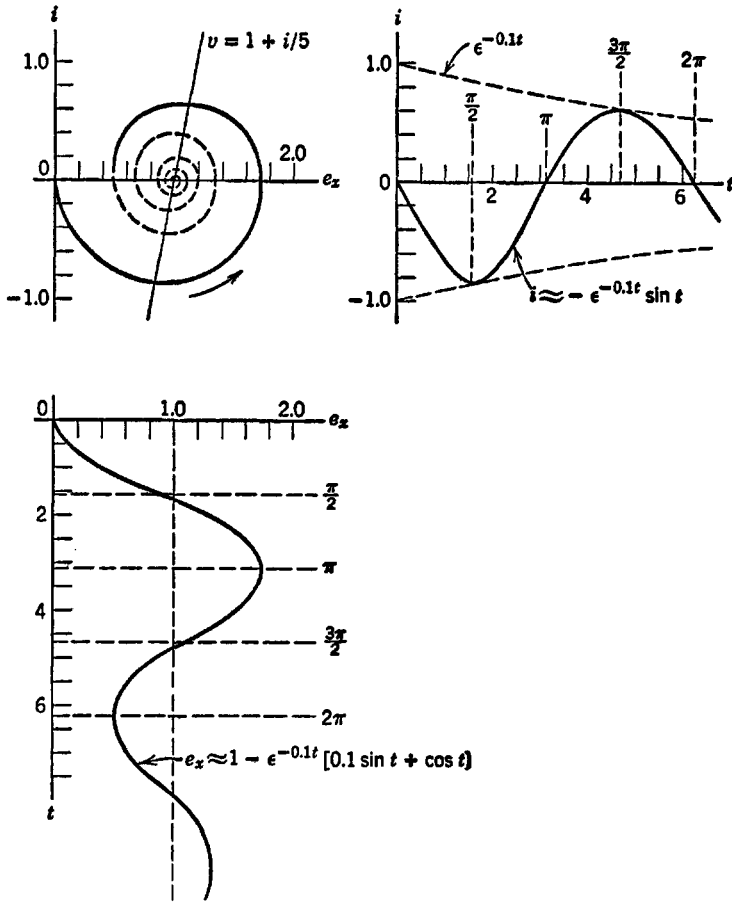 i
v = 1 + i/5
1.0
0
2.0
e_x
−1.0
i
ϵ^{−0.1t}
3π/2
2π
1.0
π/2
π
0
2
4
6
t
−1.0
i ≈ − ϵ^{−0.1t} sin t
0
1.0
2.0
e_x
π/2
2
π
4
3π/2
6
2π
e_x ≈ 1 − ϵ^{−0.1t} [0.1 sin t + cos t]
t